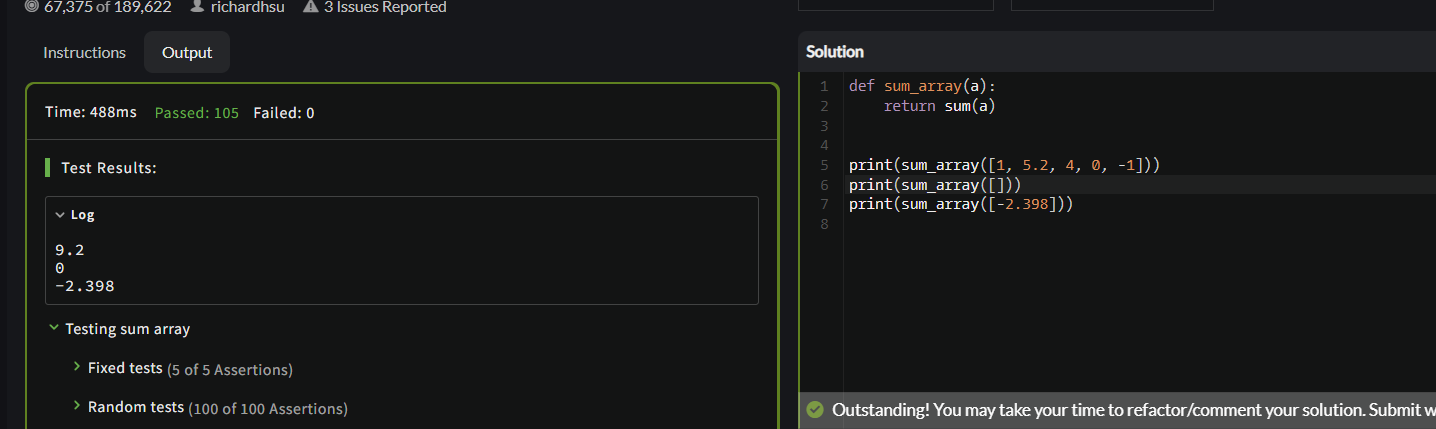 67,375 of 189,622 richardhsu 3 Issues Reported
Instructions Output
Time: 488ms Passed: 105 Failed: 0
Test Results:
Log
9.2
0
-2.398
Testing sum array
Fixed tests (5 of 5 Assertions)
Random tests (100 of 100 Assertions)
Solution
1 def sum_array(a):
2     return sum(a)
3
4
5 print(sum_array([1, 5.2, 4, 0, -1]))
6 print(sum_array([]))
7 print(sum_array([-2.398]))
8
Outstanding! You may take your time to refactor/comment your solution. Submit w